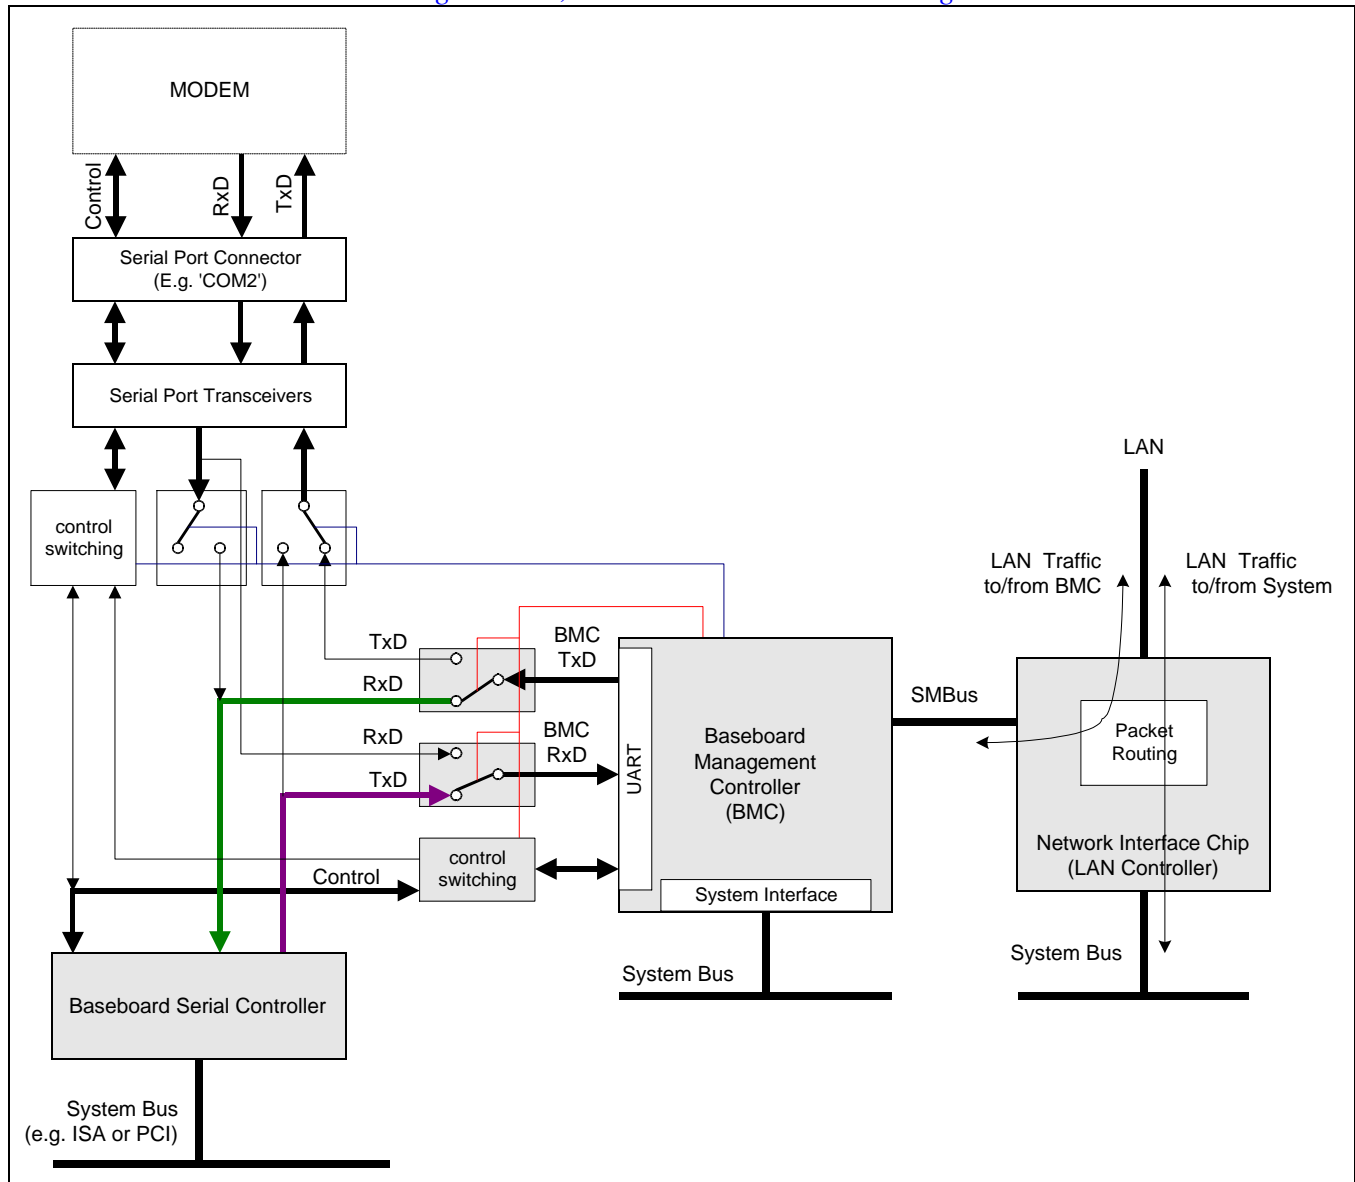 MODEM
Control
RxD
TxD
Serial Port Connector
(E.g. 'COM2')
Serial Port Transceivers
control
switching
LAN
LAN Traffic
to/from BMC
LAN Traffic
to/from System
TxD
BMC
TxD
RxD
RxD
BMC
RxD
TxD
UART
Baseboard
Management
Controller
(BMC)
SMBus
Packet
Routing
Network Interface Chip
(LAN Controller)
control
switching
Control
System Interface
System Bus
System Bus
Baseboard Serial Controller
System Bus
(e.g. ISA or PCI)